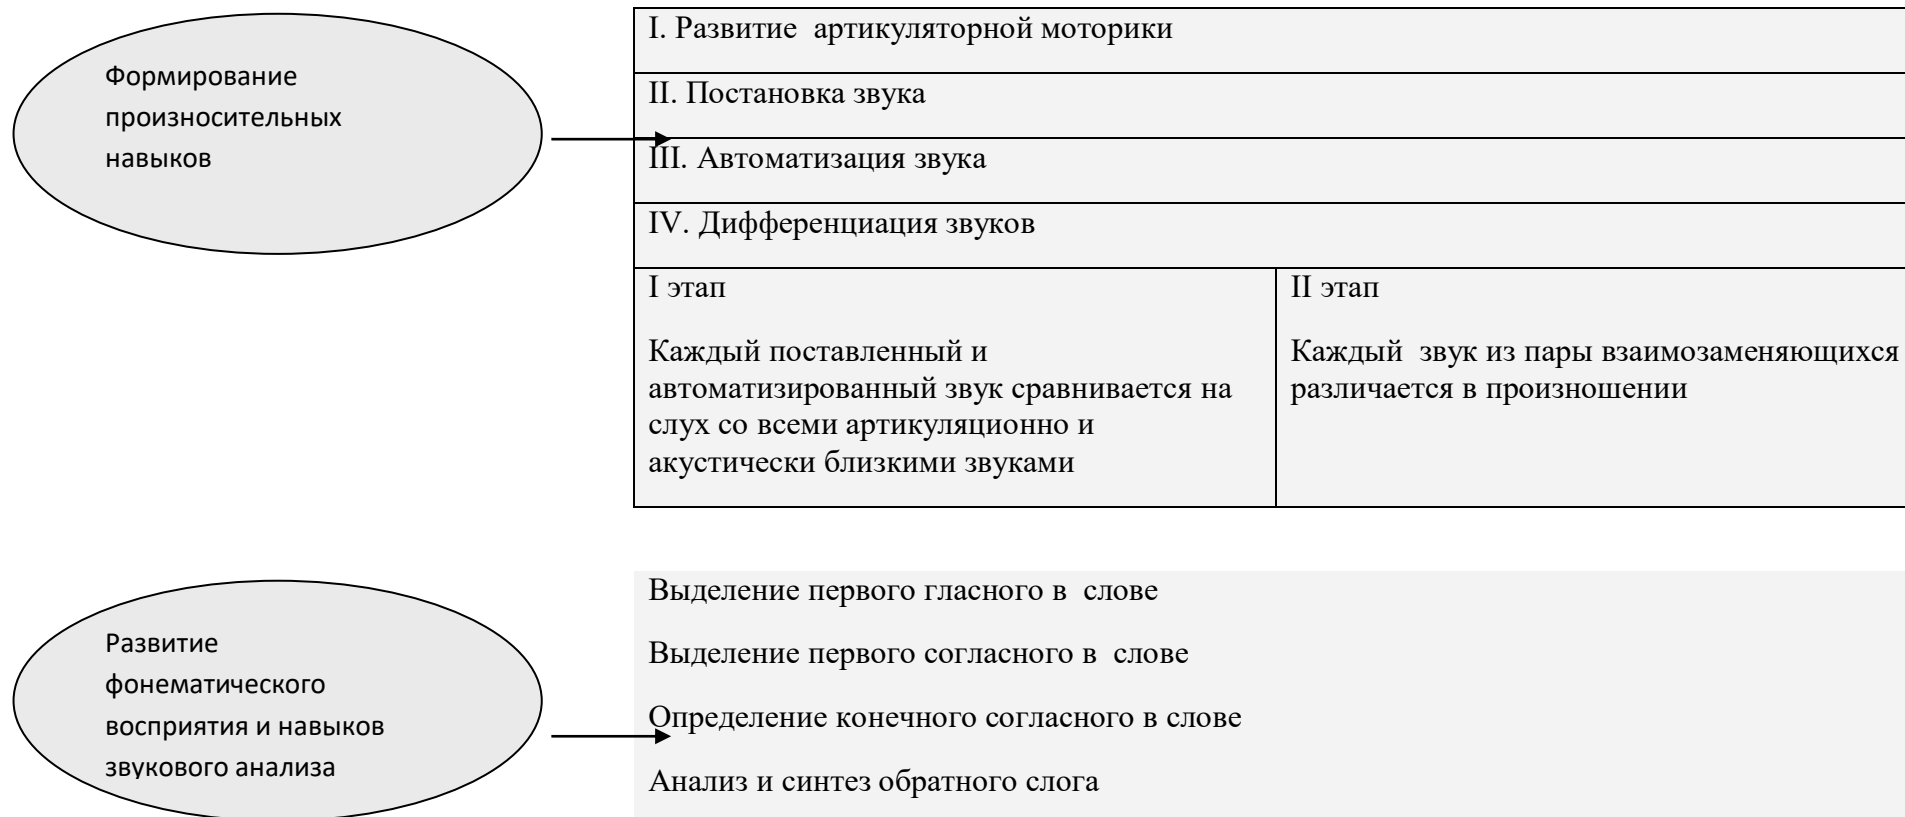 Формирование
произносительных
навыков
I. Развитие артикуляторной моторики
II. Постановка звука
III. Автоматизация звука
IV. Дифференциация звуков
I этап
Каждый поставленный и
автоматизированный звук сравнивается на
слух со всеми артикуляционно и
акустически близкими звуками
II этап
Каждый звук из пары взаимозаменяющихся
различается в произношении
Развитие
фонематического
восприятия и навыков
звукового анализа
Выделение первого гласного в слове
Выделение первого согласного в слове
Определение конечного согласного в слове
Анализ и синтез обратного слога